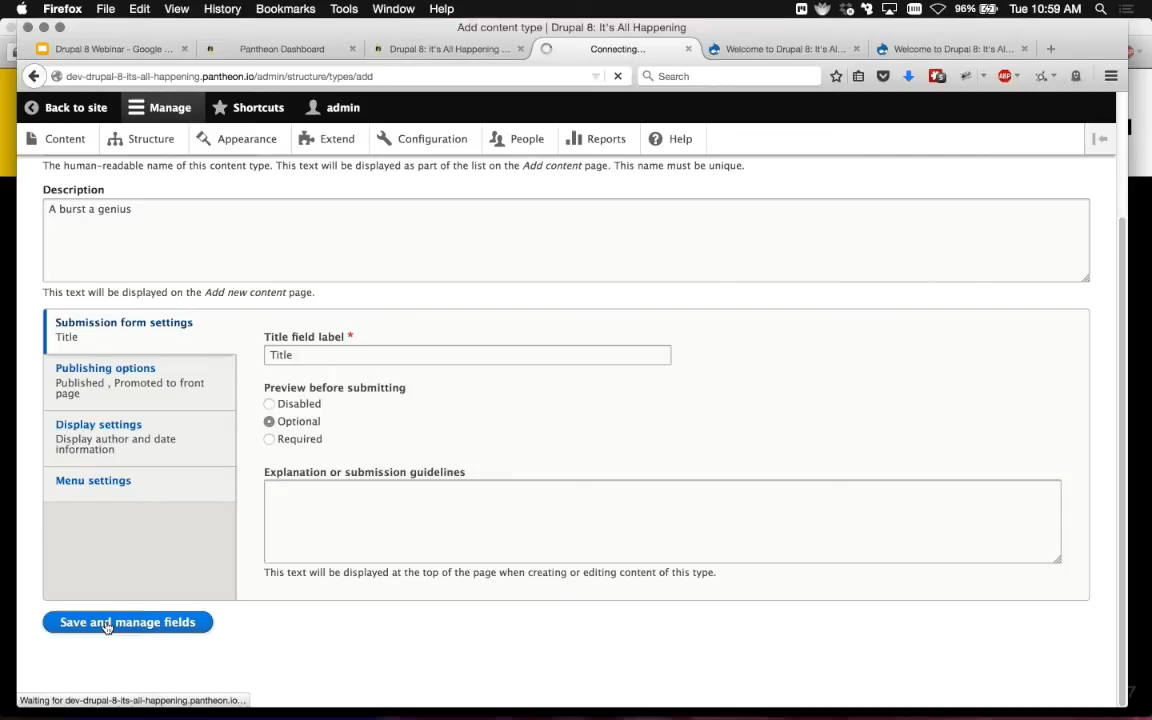 Firefox File Edit View History Bookmarks Tools Window Help 96% Tue 10:59 AM
Add content type | Drupal 8: It's All Happening
Drupal 8 Webinar - Google ... Pantheon Dashboard Drupal 8: it's All Happening ... Connecting... Welcome to Drupal 8: It's Al... Welcome to Drupal 8: It's Al...
dev-drupal-8-its-all-happening.pantheon.io/admin/structure/types/add Search
Back to site Manage Shortcuts admin
Content Structure Appearance Extend Configuration People Reports Help
The human-readable name of this content type. This text will be displayed as part of the list on the Add content page. This name must be unique.
Description
A burst a genius
This text will be displayed on the Add new content page.
Submission form settings
Title
Publishing options
Published , Promoted to front
page
Display settings
Display author and date
information
Menu settings
Title field label *
Title
Preview before submitting
Disabled
Optional
Required
Explanation or submission guidelines
This text will be displayed at the top of the page when creating or editing content of this type.
Save and manage fields
Waiting for dev-drupal-8-its-all-happening.pantheon.io...